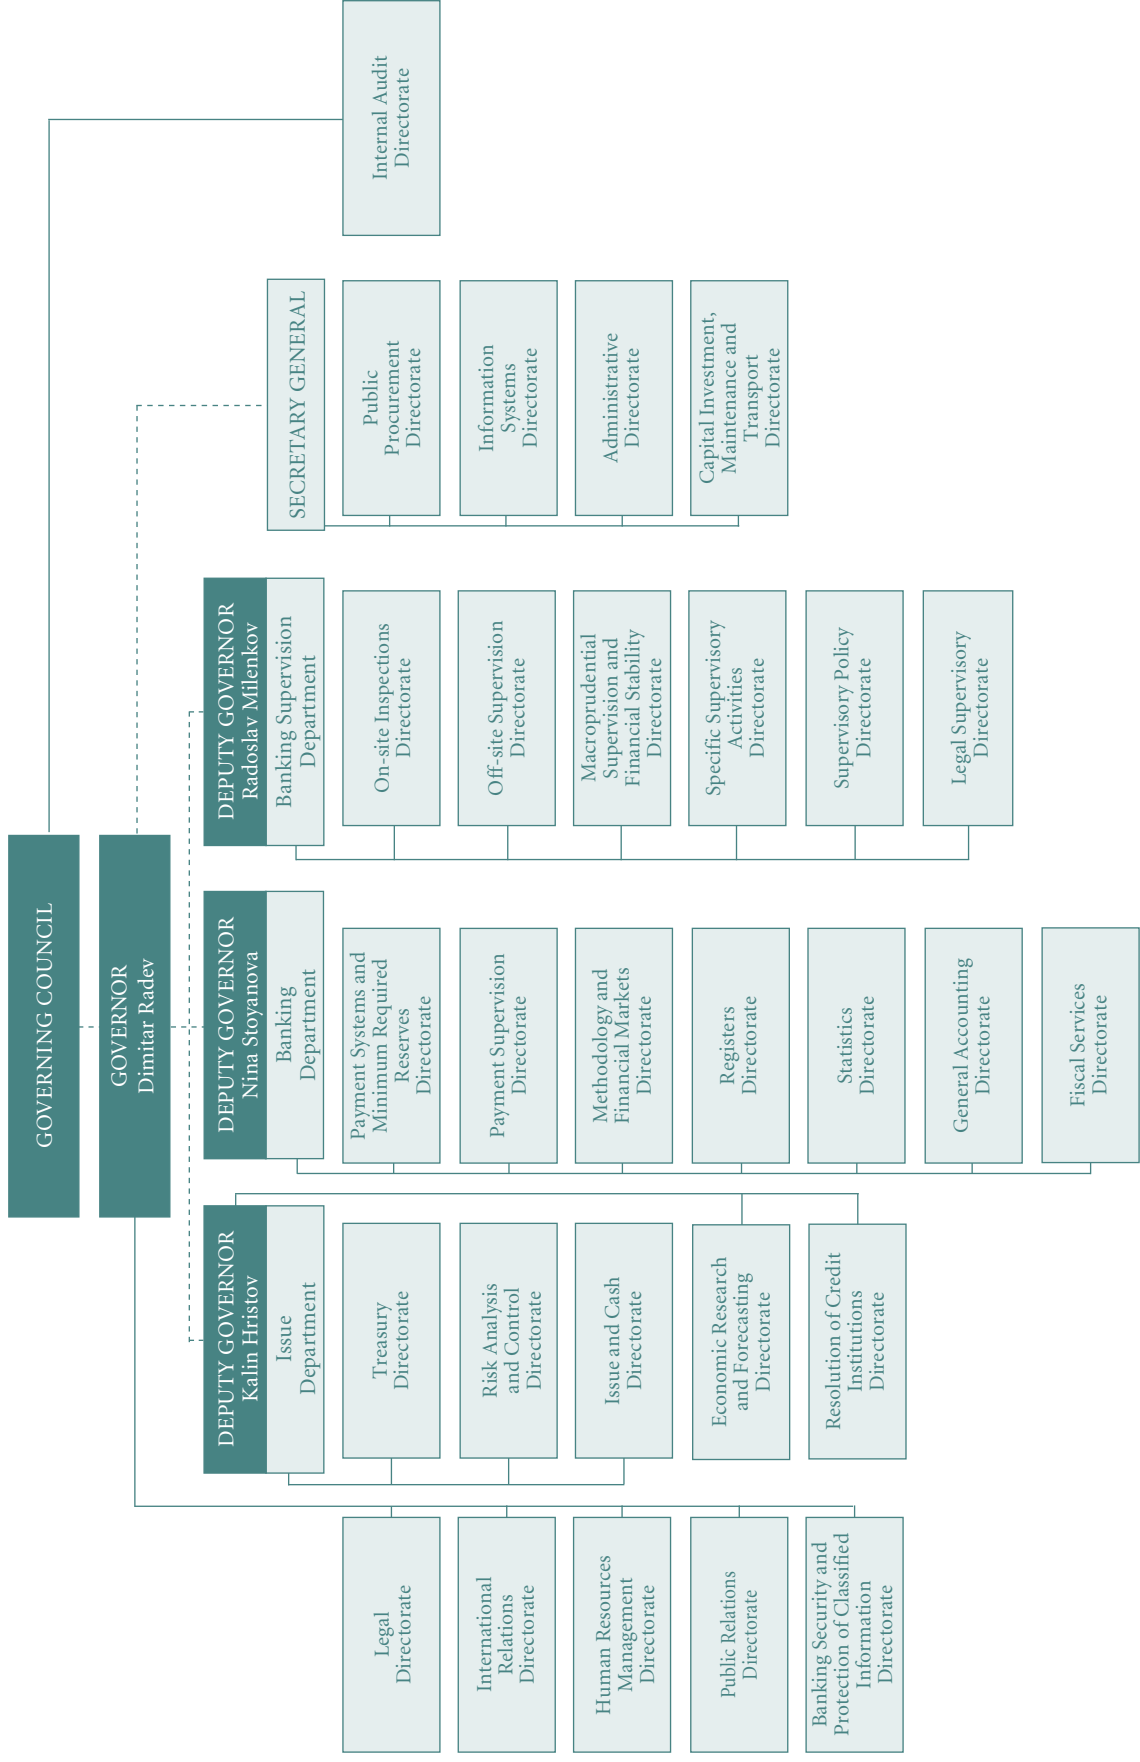 GOVERNING COUNCIL
GOVERNOR
Dimitar Radev
Legal
Directorate
International
Relations
Directorate
Human Resources
Management
Directorate
Public Relations
Directorate
Banking Security and
Protection of Classified
Information
Directorate
DEPUTY GOVERNOR
Kalin Hristov
Issue
Department
Treasury
Directorate
Risk Analysis
and Control
Directorate
Issue and Cash
Directorate
Economic Research
and Forecasting
Directorate
Resolution of Credit
Institutions
Directorate
DEPUTY GOVERNOR
Nina Stoyanova
Banking
Department
Payment Systems and
Minimum Required
Reserves
Directorate
Payment Supervision
Directorate
Methodology and
Financial Markets
Directorate
Registers
Directorate
Statistics
Directorate
General Accounting
Directorate
Fiscal Services
Directorate
DEPUTY GOVERNOR
Radoslav Milenkov
Banking Supervision
Department
On-site Inspections
Directorate
Off-site Supervision
Directorate
Macroprudential
Supervision and
Financial Stability
Directorate
Specific Supervisory
Activities
Directorate
Supervisory Policy
Directorate
Legal Supervisory
Directorate
SECRETARY GENERAL
Public
Procurement
Directorate
Information
Systems
Directorate
Administrative
Directorate
Capital Investment,
Maintenance and
Transport
Directorate
Internal Audit
Directorate